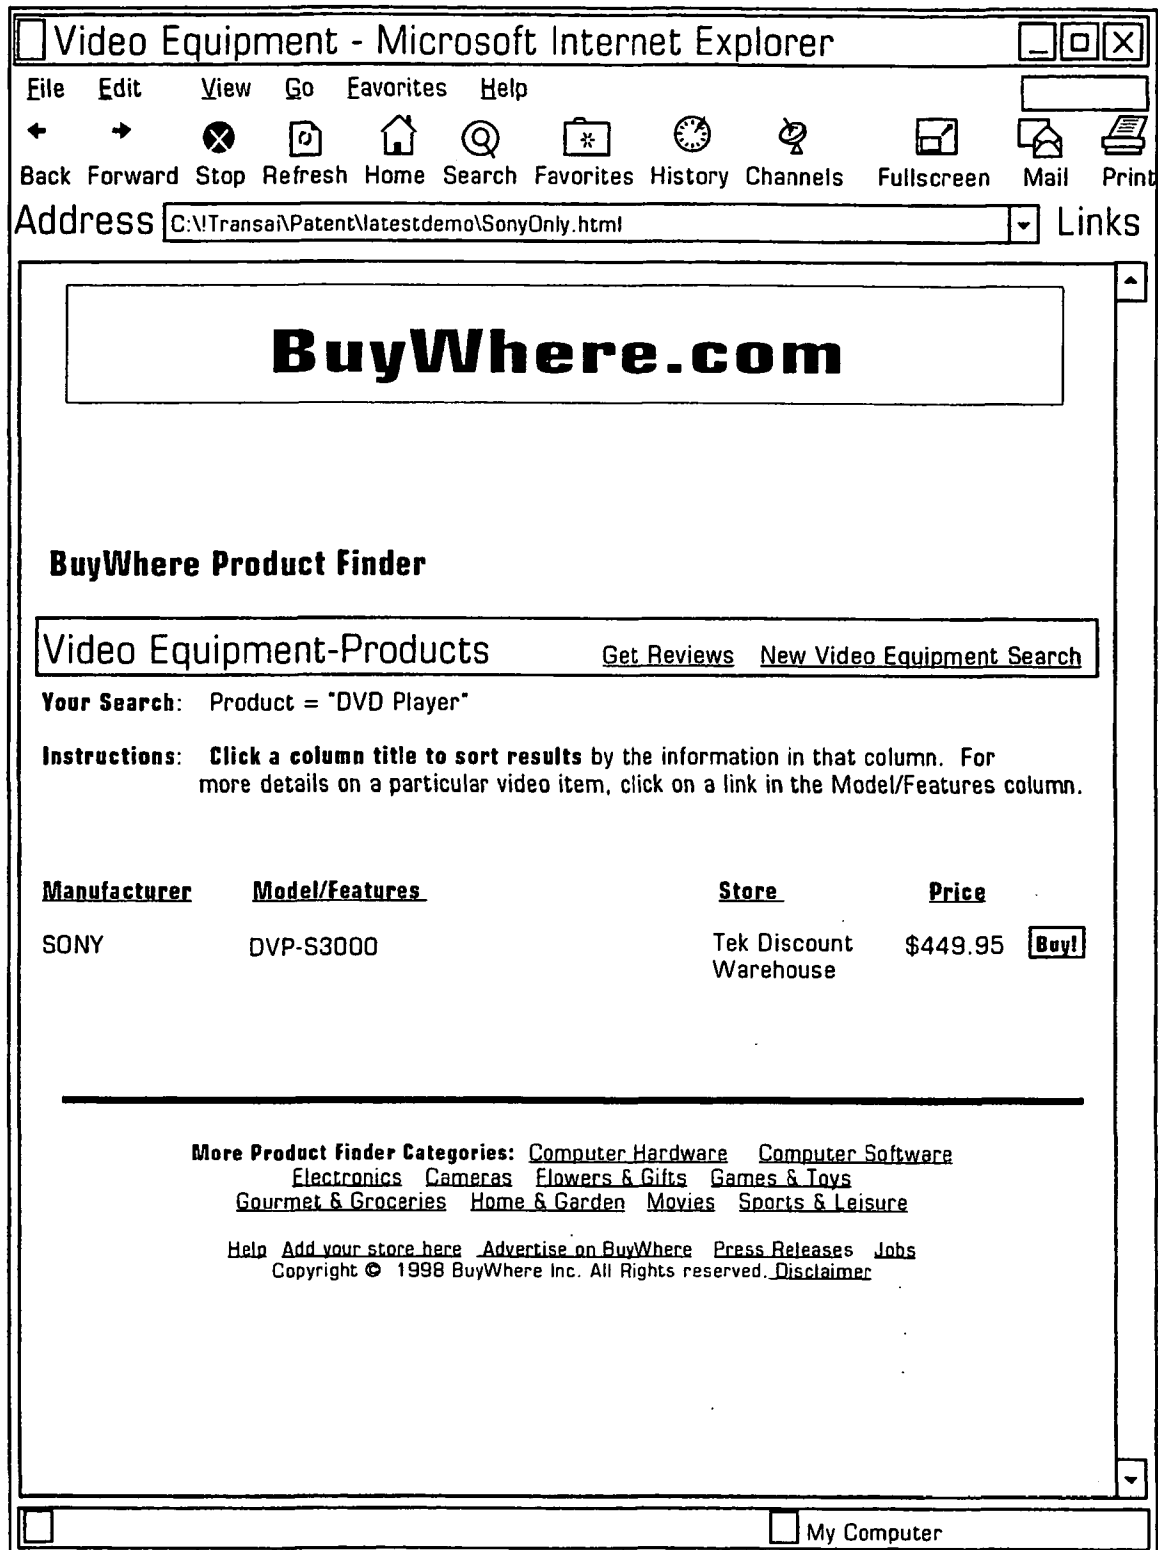 Video Equipment - Microsoft Internet Explorer
File Edit View Go Favorites Help
Back Forward Stop Refresh Home Search Favorites History Channels Fullscreen Mail Print
Address C:\!Transai\Patent\latestdemo\SonyOnly.html Links
BuyWhere.com
BuyWhere Product Finder
Video Equipment-Products Get Reviews New Video Equipment Search
Your Search: Product = "DVD Player"
Instructions: Click a column title to sort results by the information in that column. For
more details on a particular video item, click on a link in the Model/Features column.
Manufacturer Model/Features Store Price
SONY DVP-S3000 Tek Discount $449.95 Buy!
Warehouse
More Product Finder Categories: Computer Hardware Computer Software
Electronics Cameras Flowers & Gifts Games & Toys
Gourmet & Groceries Home & Garden Movies Sports & Leisure
Help Add your store here Advertise on BuyWhere Press Releases Jobs
Copyright © 1998 BuyWhere Inc. All Rights reserved. Disclaimer
My Computer